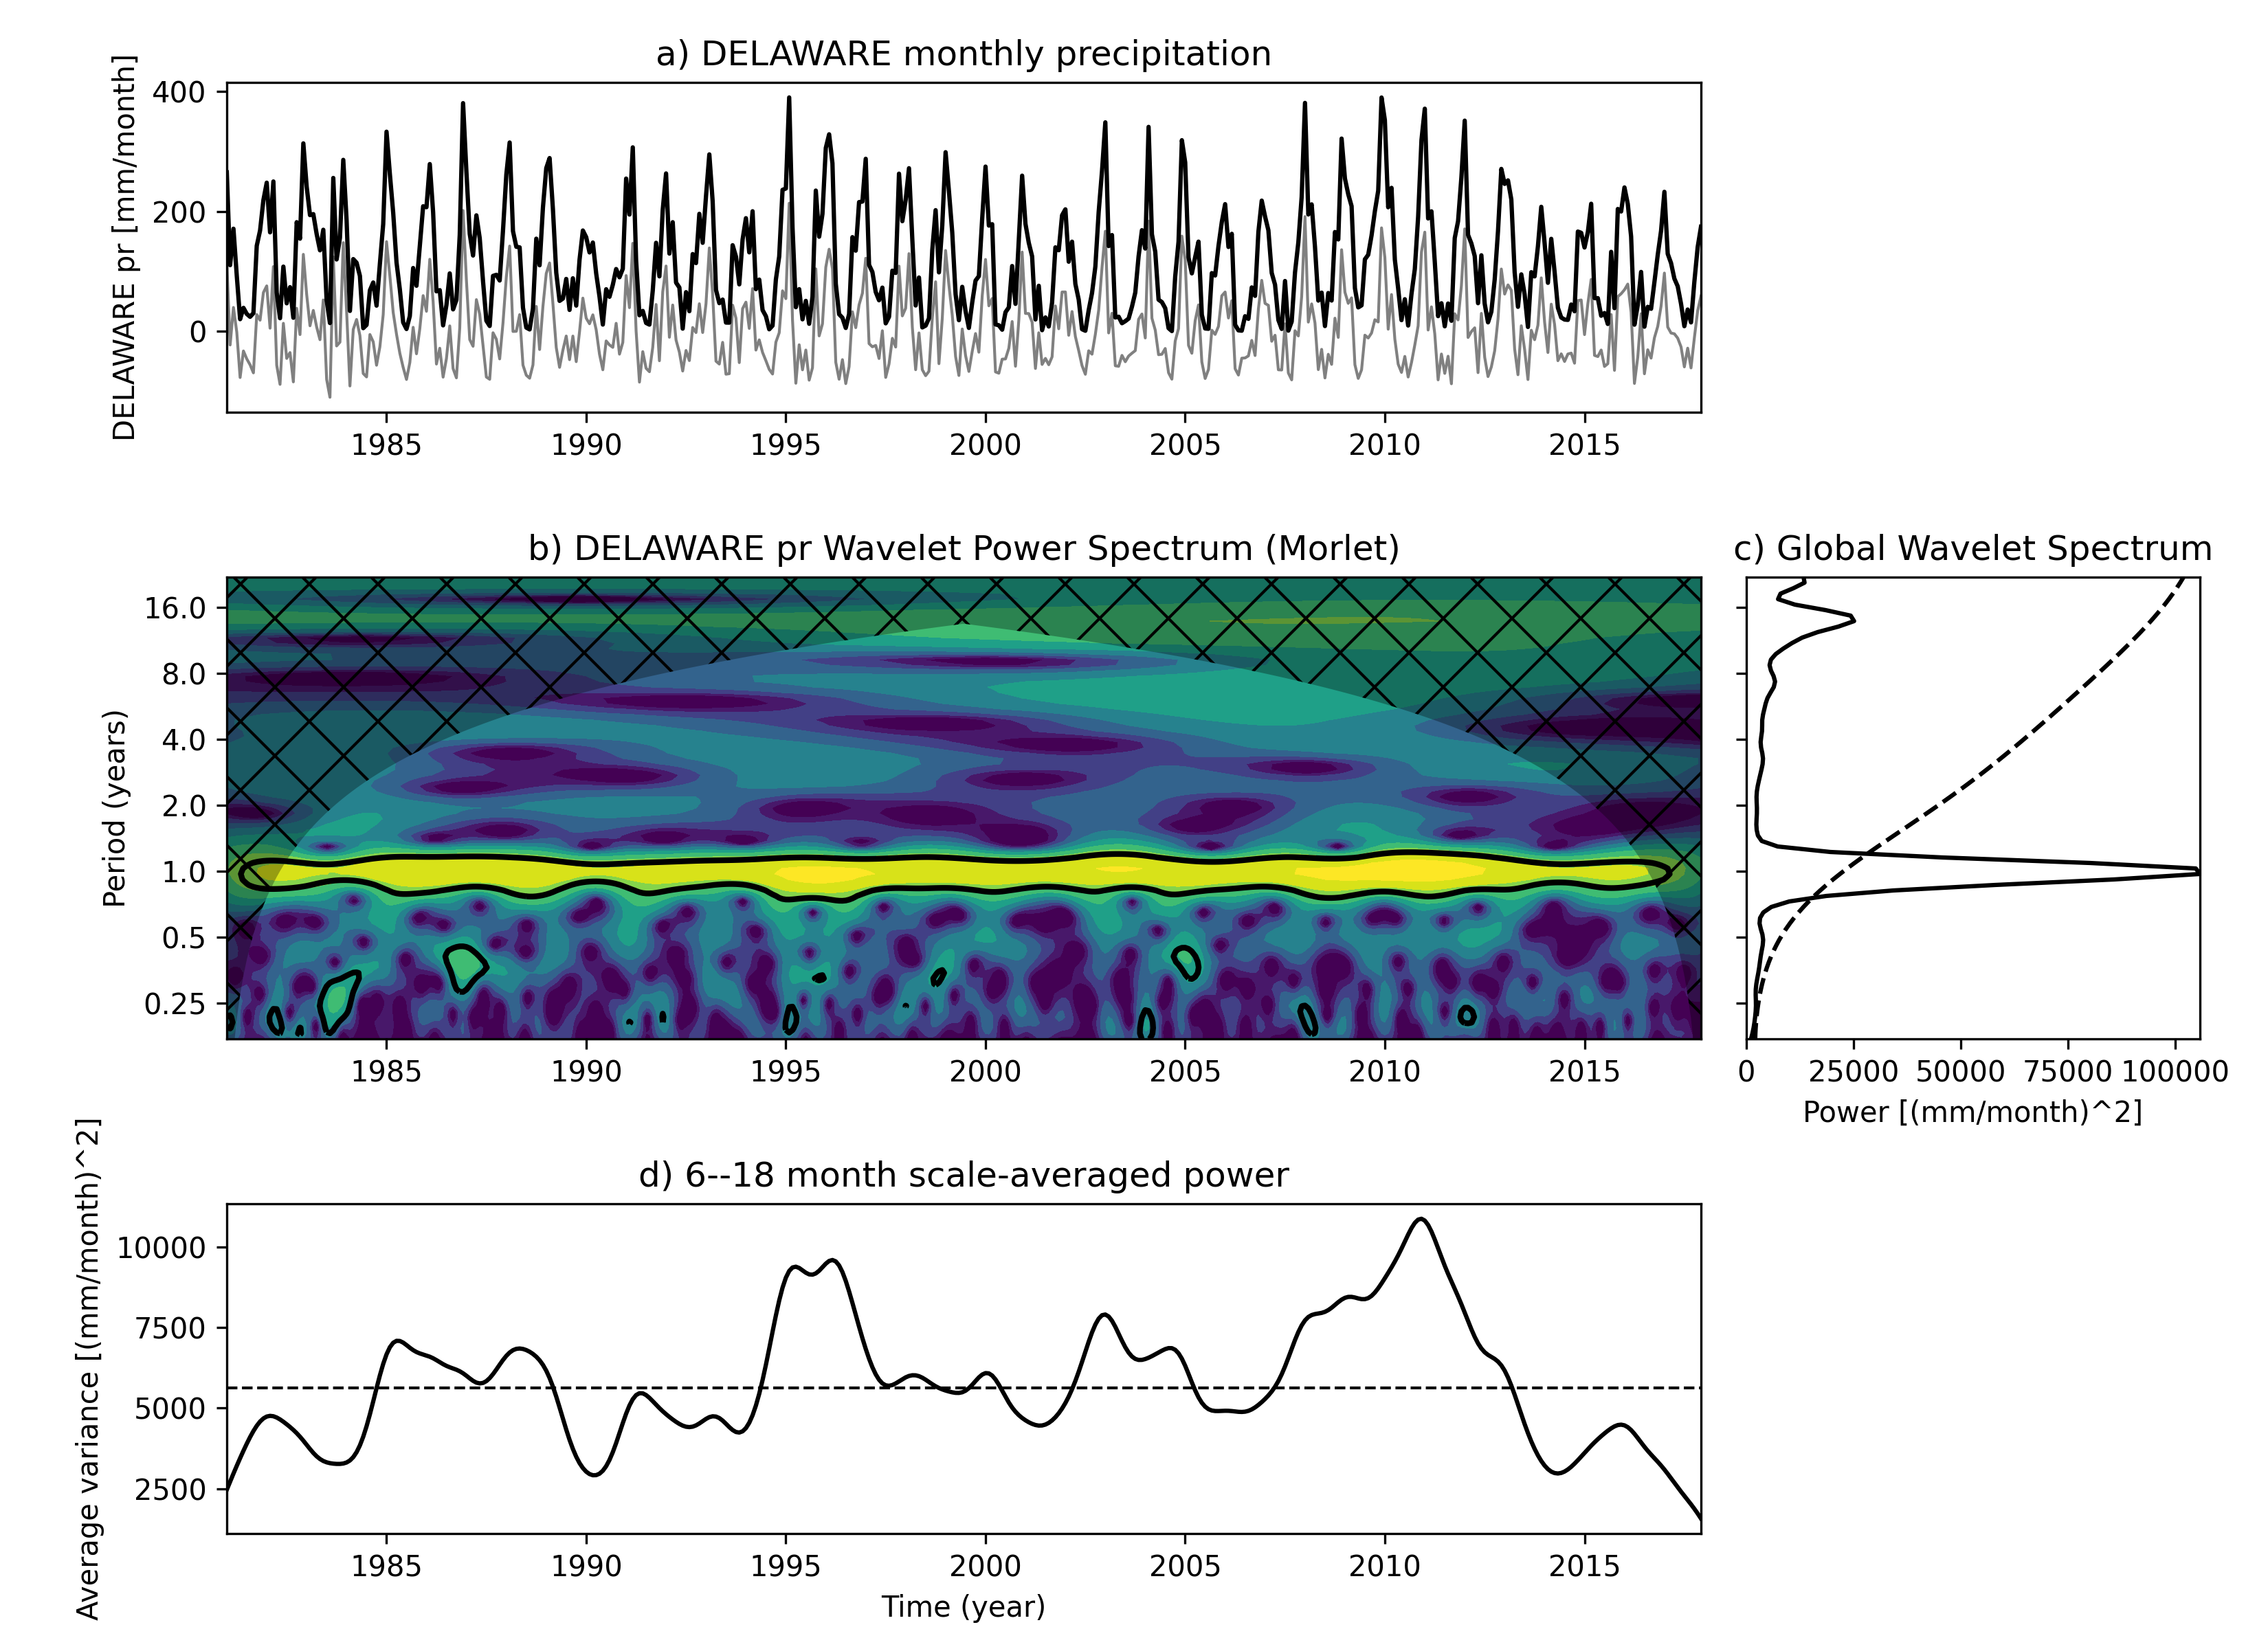 a) DELAWARE monthly precipitation
DELAWARE pr [mm/month]
400
200
0
1985 1990 1995 2000 2005 2010 2015
b) DELAWARE pr Wavelet Power Spectrum (Morlet)
Period (years)
16.0
8.0
4.0
2.0
1.0
0.5
0.25
1985 1990 1995 2000 2005 2010 2015
c) Global Wavelet Spectrum
0 25000 50000 75000 100000
Power [(mm/month)^2]
d) 6--18 month scale-averaged power
Average variance [(mm/month)^2]
10000
7500
5000
2500
1985 1990 1995 2000 2005 2010 2015
Time (year)